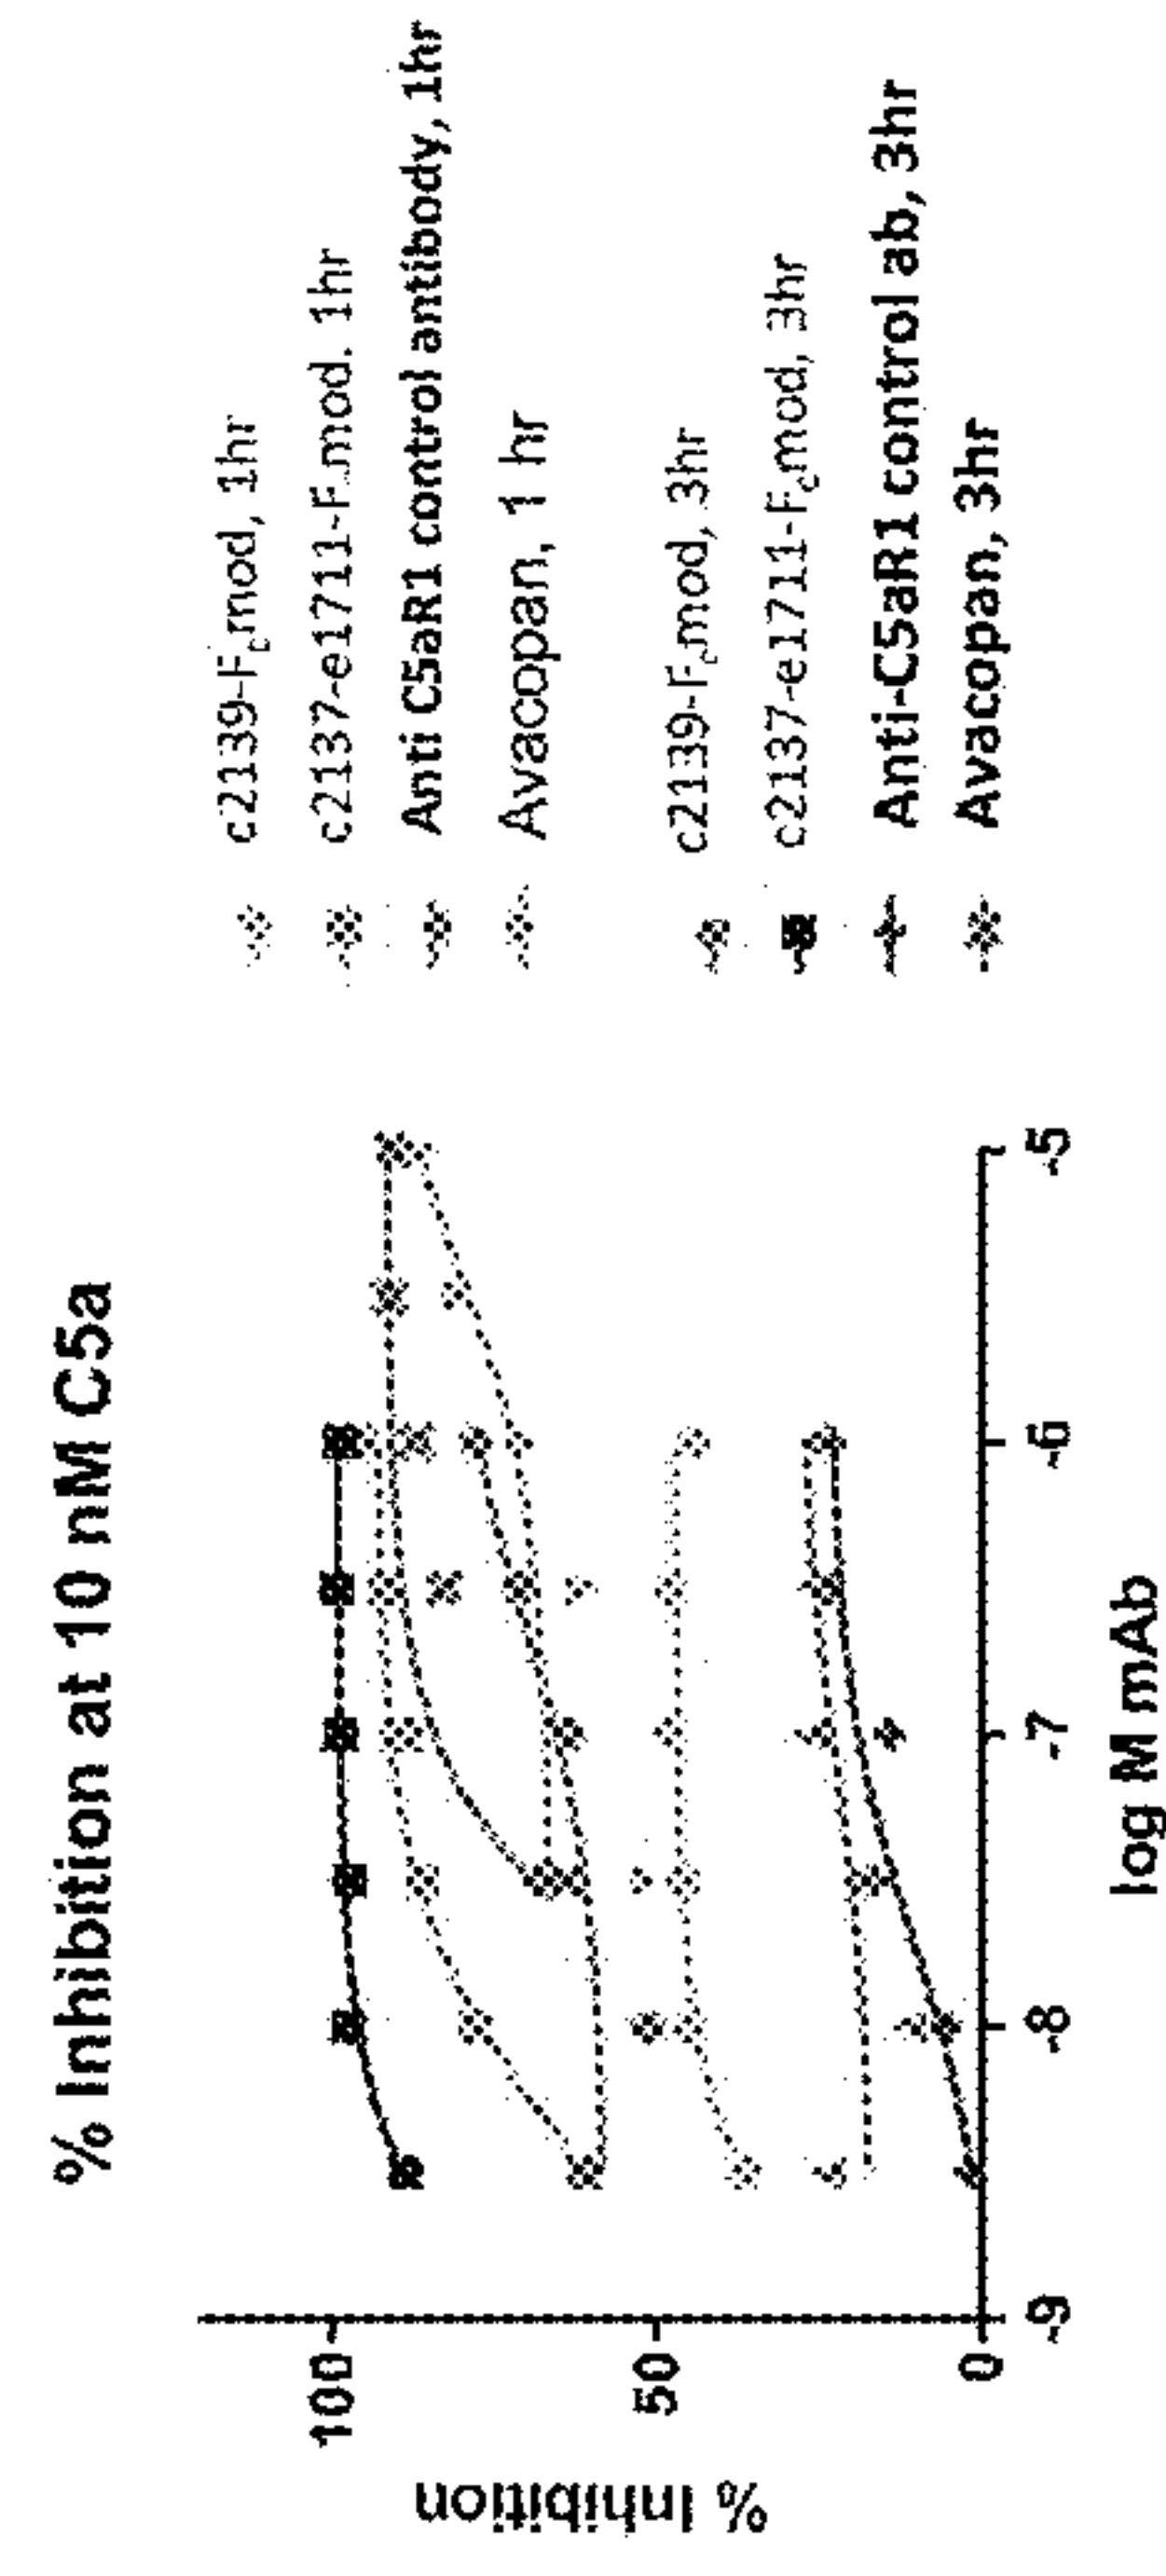 % Inhibition at 10 nM C5a
% Inhibition
100
50
0
-9
-8
-7
-6
-5
log M mAb
c2139-Fcmod, 1hr
c2137-e1711-F.mod. 1hr
Anti C5aR1 control antibody, 1hr
Avacopan, 1 hr
c2139-Fcmod, 3hr
c2137-e1711-Fcmod, 3hr
Anti-C5aR1 control ab, 3hr
Avacopan, 3hr